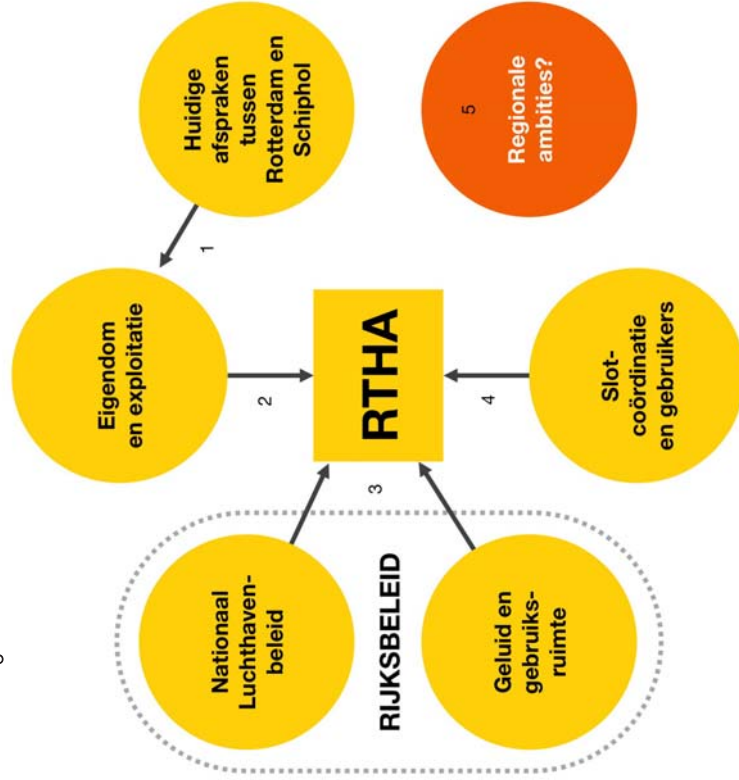 Eigendom
en exploitatie
Nationaal
Luchthaven-
beleid
1
Huidige
afspraken
tussen
Rotterdam en
Schiphol
2
RIJKSBELEID
3
RTHA
4
Geluid en
gebruiks-
ruimte
5
Regionale
ambities?
Slot-
coördinatie
en gebruikers